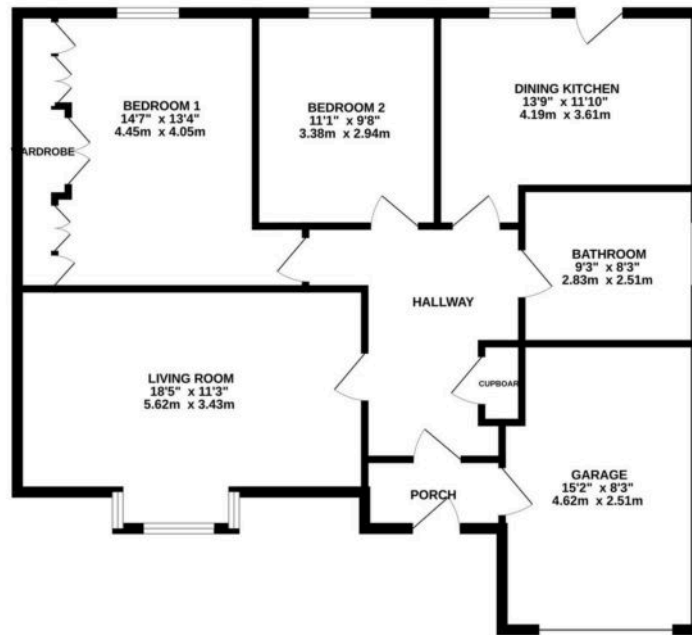 BEDROOM 1
14'7" x 13'4"
4.45m x 4.05m
BEDROOM 2
11'1" x 9'8"
3.38m x 2.94m
DINING KITCHEN
13'9" x 11'10"
4.19m x 3.61m
ARDROBE
BATHROOM
9'3" x 8'3"
2.83m x 2.51m
HALLWAY
LIVING ROOM
18'5" x 11'3"
5.62m x 3.43m
CUPBOAR
GARAGE
15'2" x 8'3"
4.62m x 2.51m
PORCH